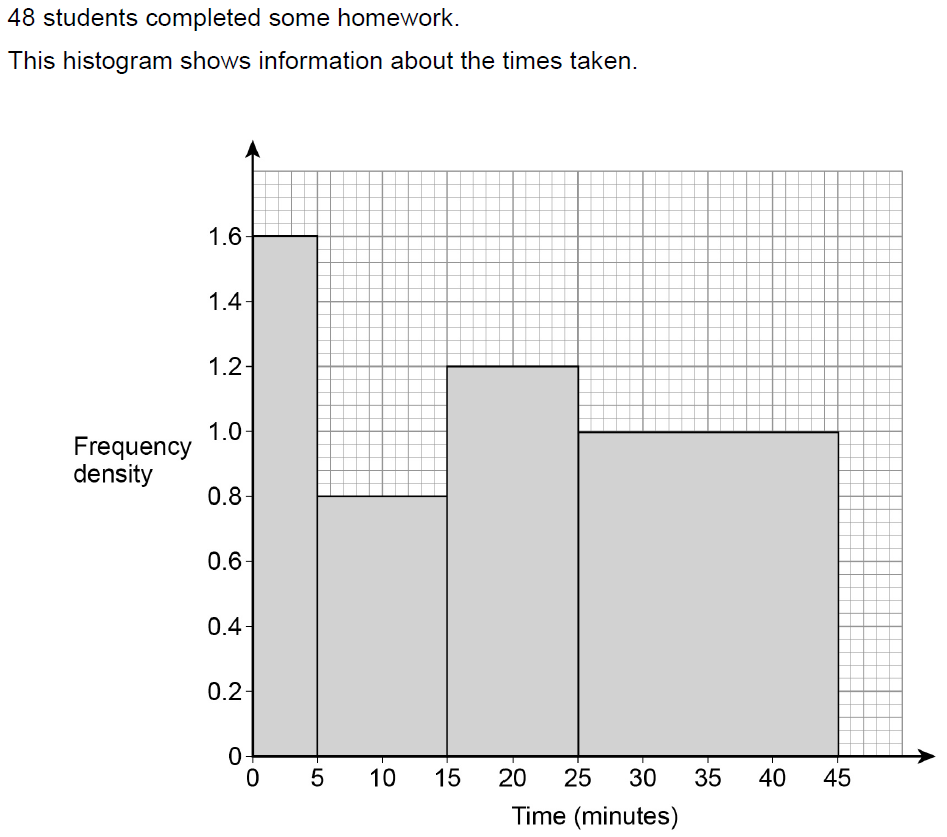 48 students completed some homework.
This histogram shows information about the times taken.
1.6
1.4
1.2
1.0
Frequency
density
0.8
0.6
0.4
0.2
0
0 5 10 15 20 25 30 35 40 45
Time (minutes)